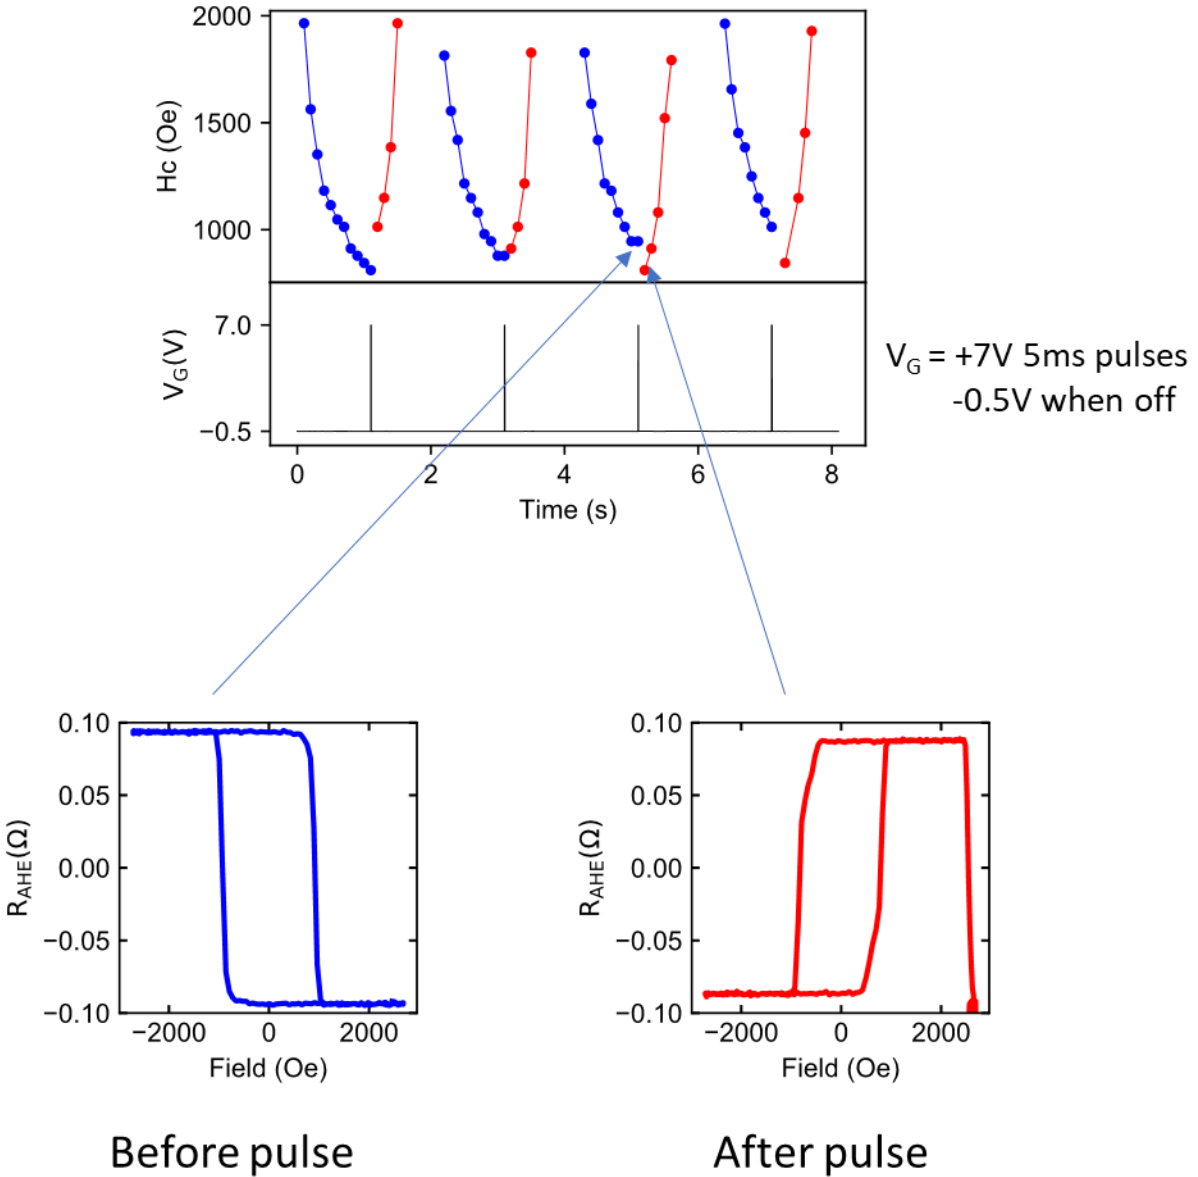 2000
1500
1000
Hc (Oe)
7.0
−0.5
V_G(V)
0 2 4 6 8
Time (s)
V_G = +7V 5ms pulses
-0.5V when off
0.10
0.05
0.00
−0.05
−0.10
R_AHE(Ω)
−2000 0 2000
Field (Oe)
Before pulse
0.10
0.05
0.00
−0.05
−0.10
R_AHE(Ω)
−2000 0 2000
Field (Oe)
After pulse